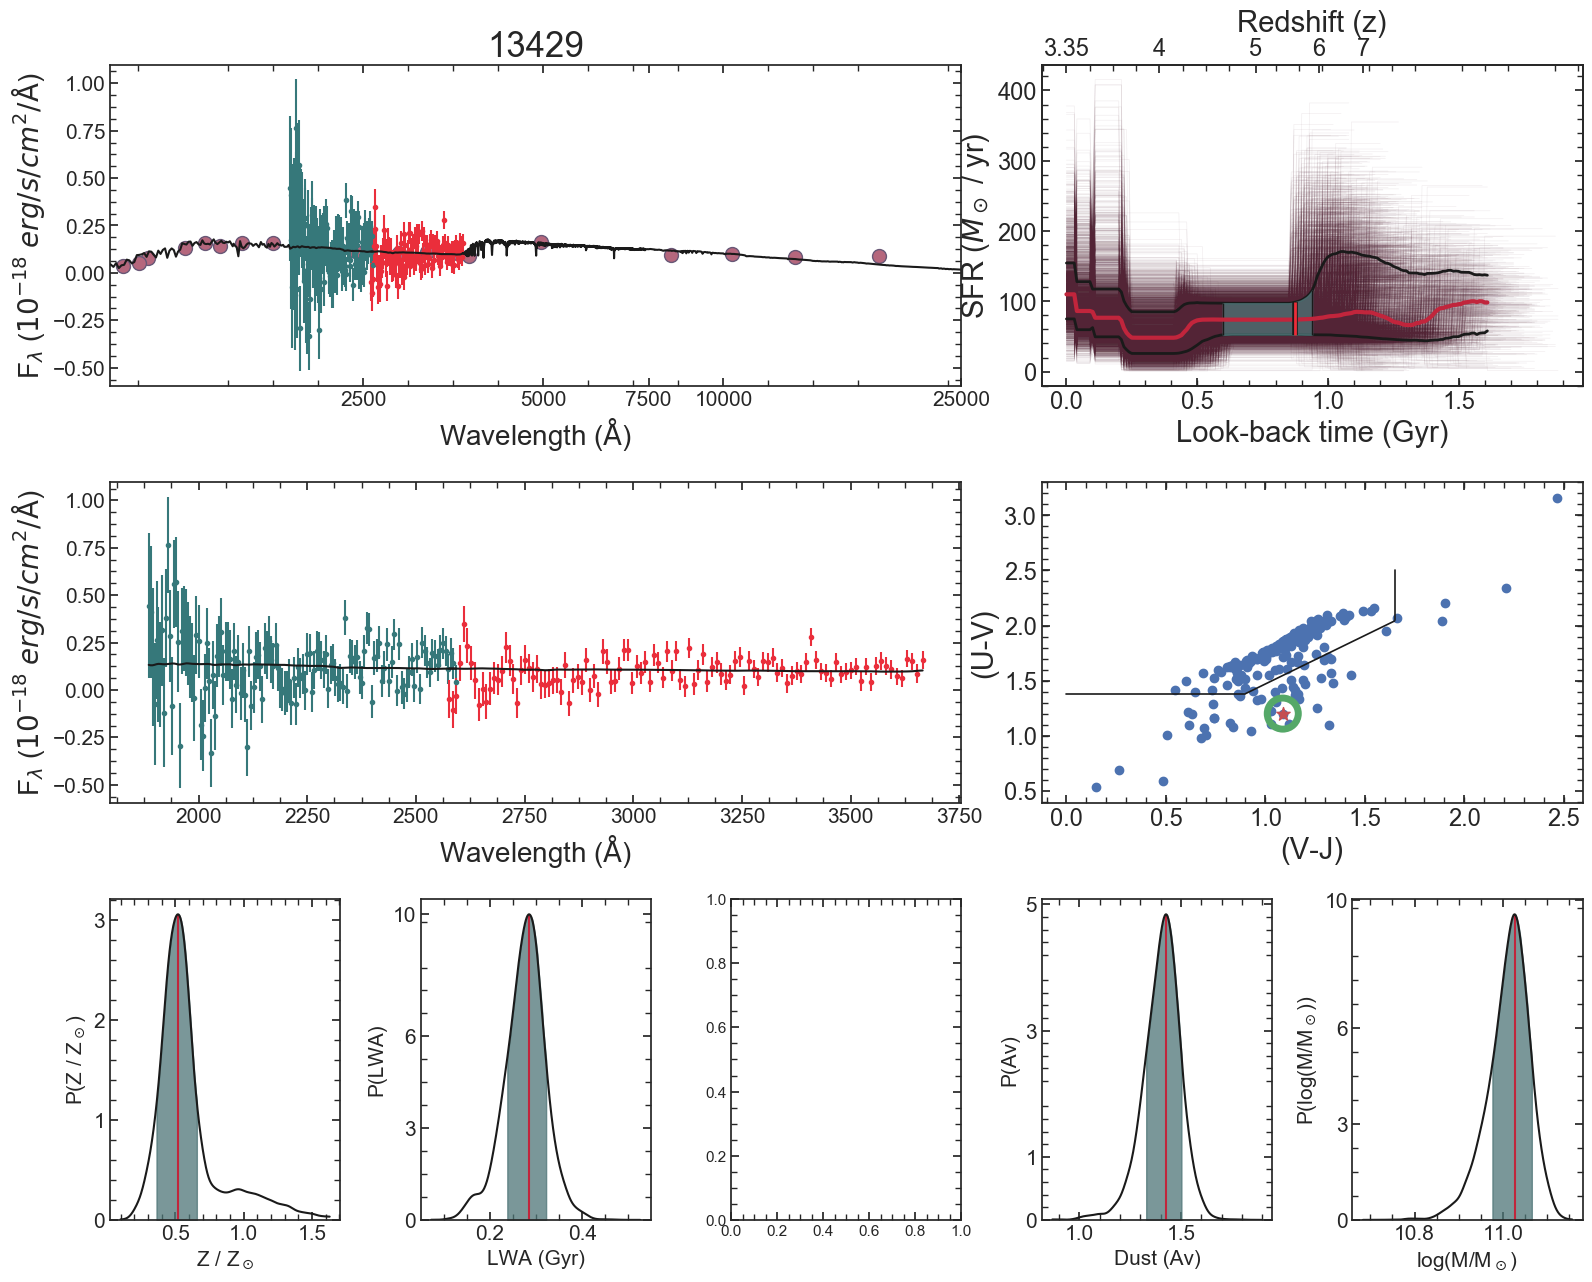 13429
1.00
0.75
0.50
0.25
0.00
−0.25
−0.50
F_λ (10^−18 erg/s/cm^2/Å)
2500 5000 7500 10000 25000
Wavelength (Å)
Redshift (z)
3.35 4 5 6 7
400
300
200
100
0
SFR (M_⊙ / yr)
0.0 0.5 1.0 1.5
Look-back time (Gyr)
1.00
0.75
0.50
0.25
0.00
−0.25
−0.50
F_λ (10^−18 erg/s/cm^2/Å)
2000 2250 2500 2750 3000 3250 3500 3750
Wavelength (Å)
3.0
2.5
2.0
1.5
1.0
0.5
(U-V)
0.0 0.5 1.0 1.5 2.0 2.5
(V-J)
3
2
1
0
P(Z / Z_⊙)
0.5 1.0 1.5
Z / Z_⊙
10
6
3
0
P(LWA)
0.2 0.4
LWA (Gyr)
1.0
0.8
0.6
0.4
0.2
0.0
0.0 0.2 0.4 0.6 0.8 1.0
5
3
1
0
P(Av)
1.0 1.5
Dust (Av)
10
6
3
0
P(log(M/M_⊙))
10.8 11.0
log(M/M_⊙)